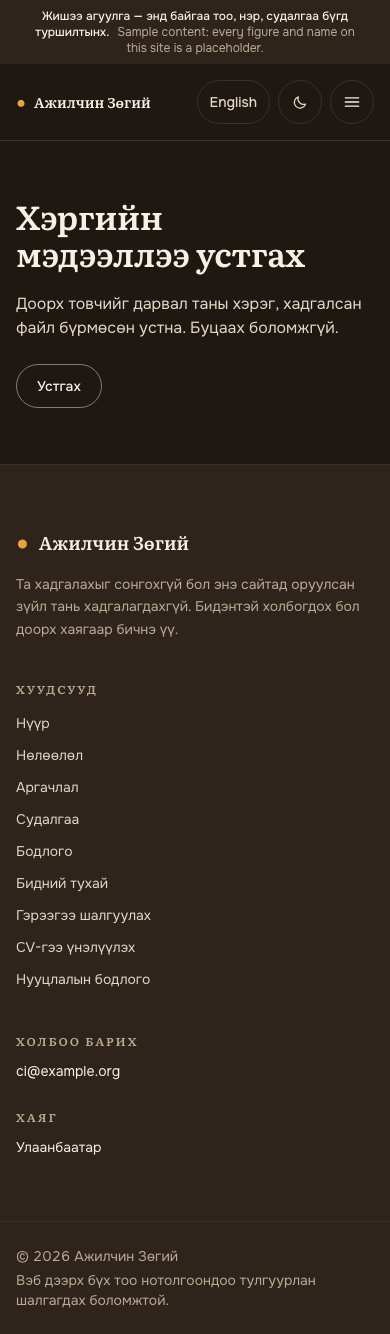 Жишээ агуулга — энд байгаа тоо, нэр, судалгаа бүгд
туршилтынх. Sample content: every figure and name on
this site is a placeholder.
Ажилчин Зөгий
English
Хэргийн
мэдээллээ устгах
Доорх товчийг дарвал таны хэрэг, хадгалсан
файл бүрмөсөн устна. Буцаах боломжгүй.
Устгах
Ажилчин Зөгий
Та хадгалахыг сонгохгүй бол энэ сайтад оруулсан
зүйл тань хадгалагдахгүй. Бидэнтэй холбогдох бол
доорх хаягаар бичнэ үү.
ХУУДСУУД
Нүүр
Нөлөөлөл
Аргачлал
Судалгаа
Бодлого
Бидний тухай
Гэрээгээ шалгуулах
CV-гээ үнэлүүлэх
Нууцлалын бодлого
ХОЛБОО БАРИХ
ci@example.org
ХАЯГ
Улаанбаатар
© 2026 Ажилчин Зөгий
Вэб дээрх бүх тоо нотолгоондоо тулгуурлан
шалгагдах боломжтой.